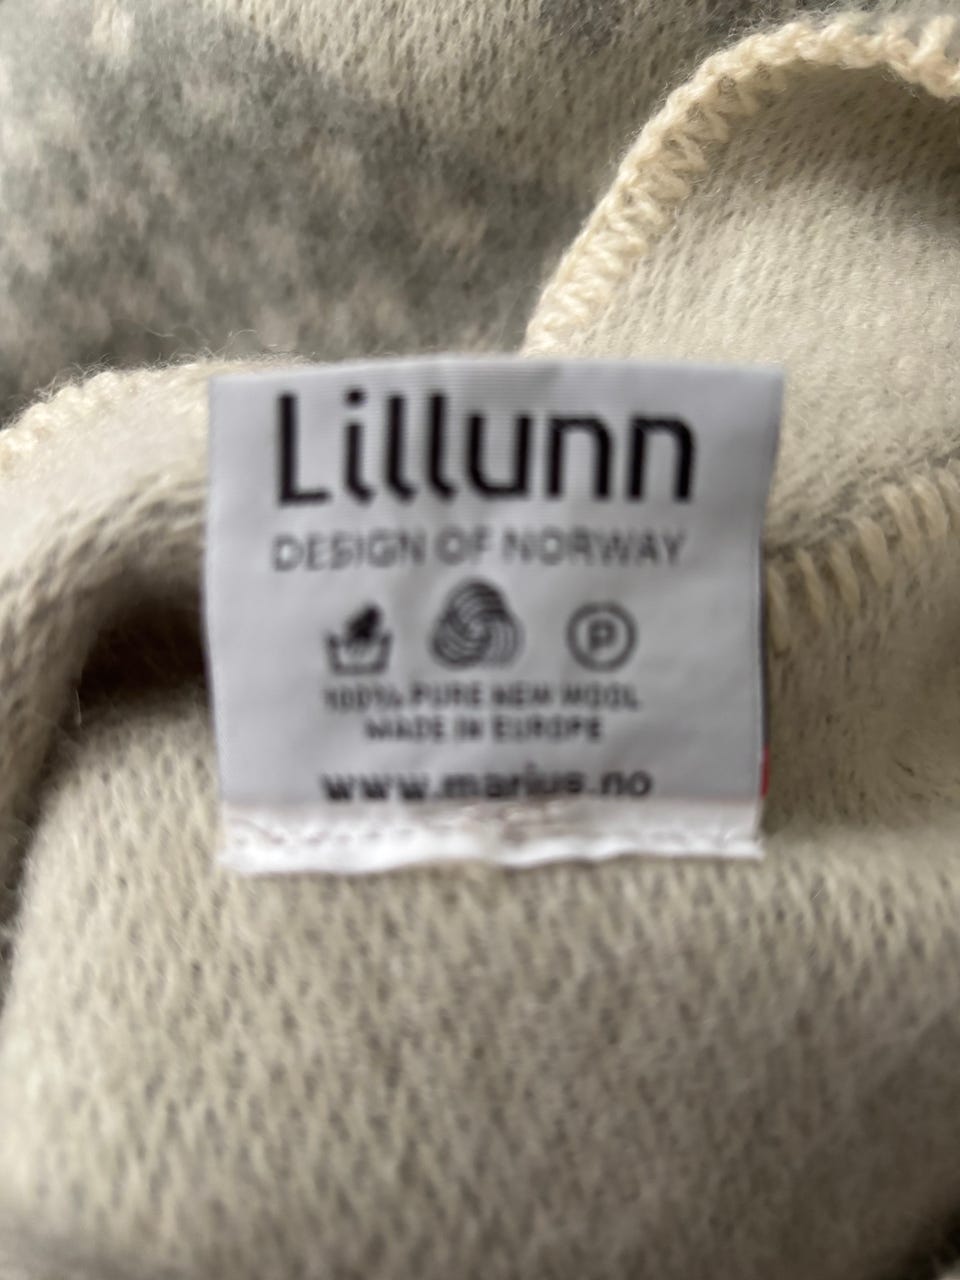 Lillunn
DESIGN OF NORWAY
P
100% PURE NEW WOOL
MADE IN EUROPE
www.marius.no